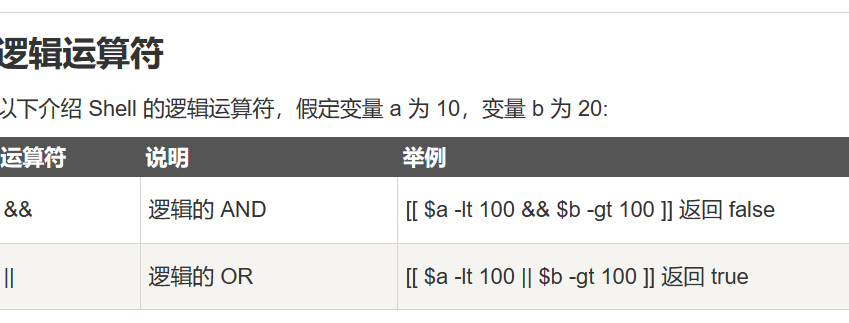 逻辑运算符
以下介绍 Shell 的逻辑运算符，假定变量 a 为 10，变量 b 为 20:
运算符 说明 举例
&& 逻辑的 AND [[ $a -lt 100 && $b -gt 100 ]] 返回 false
|| 逻辑的 OR [[ $a -lt 100 || $b -gt 100 ]] 返回 true